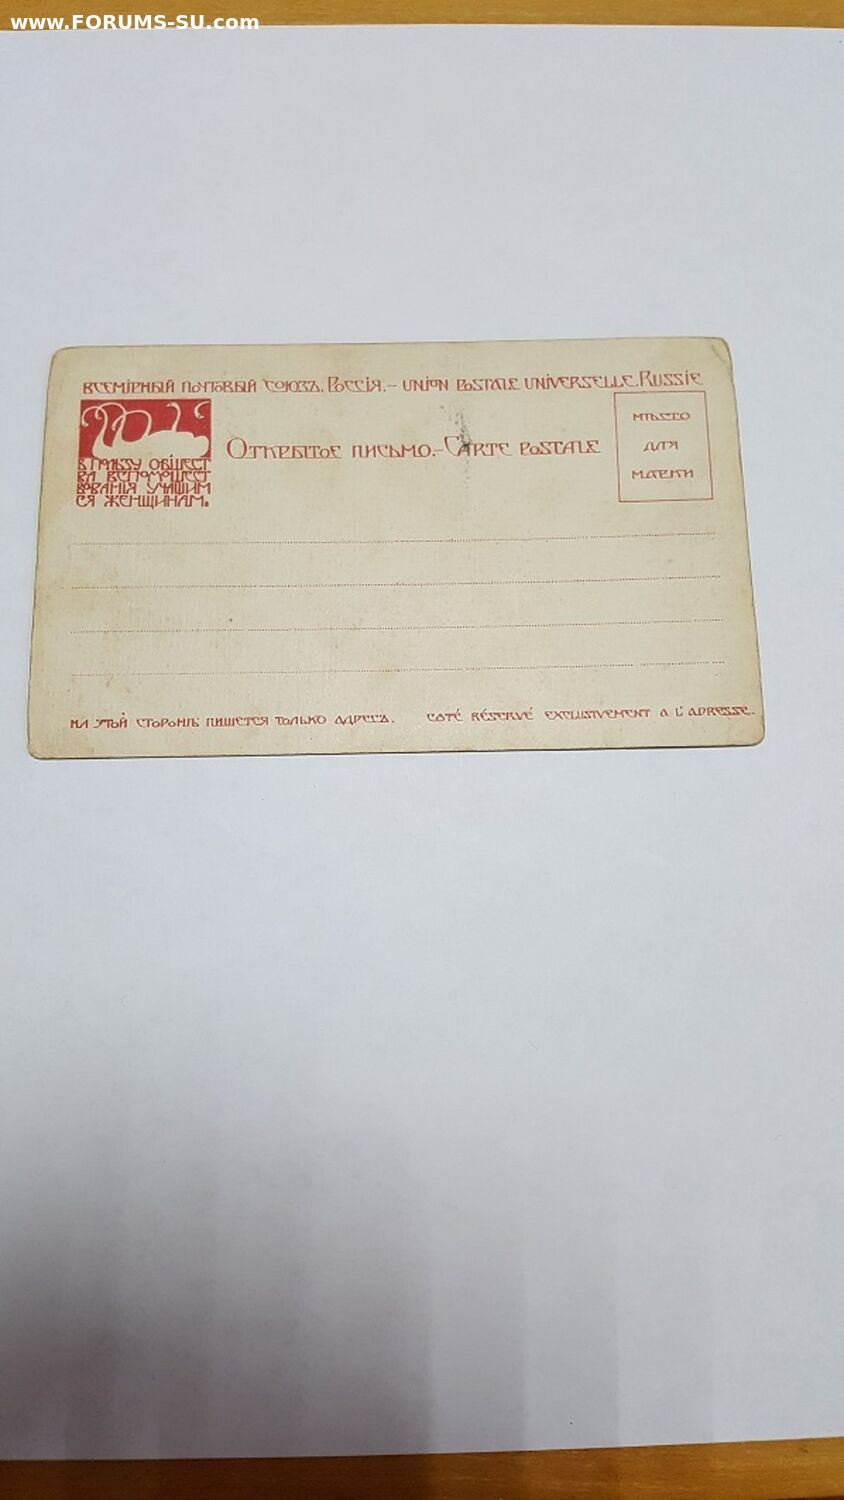 www.FORUMS-SU.com
ВСЕМІРНЫЙ ПОЧТОВЫЙ СОЮЗЪ. РОССІЯ.- UNION POSTALE UNIVERSELLE. RUSSIE
В ПОЛЬЗУ ОБЩЕСТ
ВА ВСПОМОЩЕСТ
ВОВАНІЯ УЧАЩИМ
СЯ ЖЕНЩИНАМ.
ОТКРЫТОЕ ПИСЬМО.-CARTE POSTALE
МѢСТО
ДЛЯ
МАРКИ
НА ЭТОЙ СТОРОНѢ ПИШЕТСЯ ТОЛЬКО АДРЕСЪ. COTÉ RÉSERVÉ EXCLUSIVEMENT A L'ADRESSE.